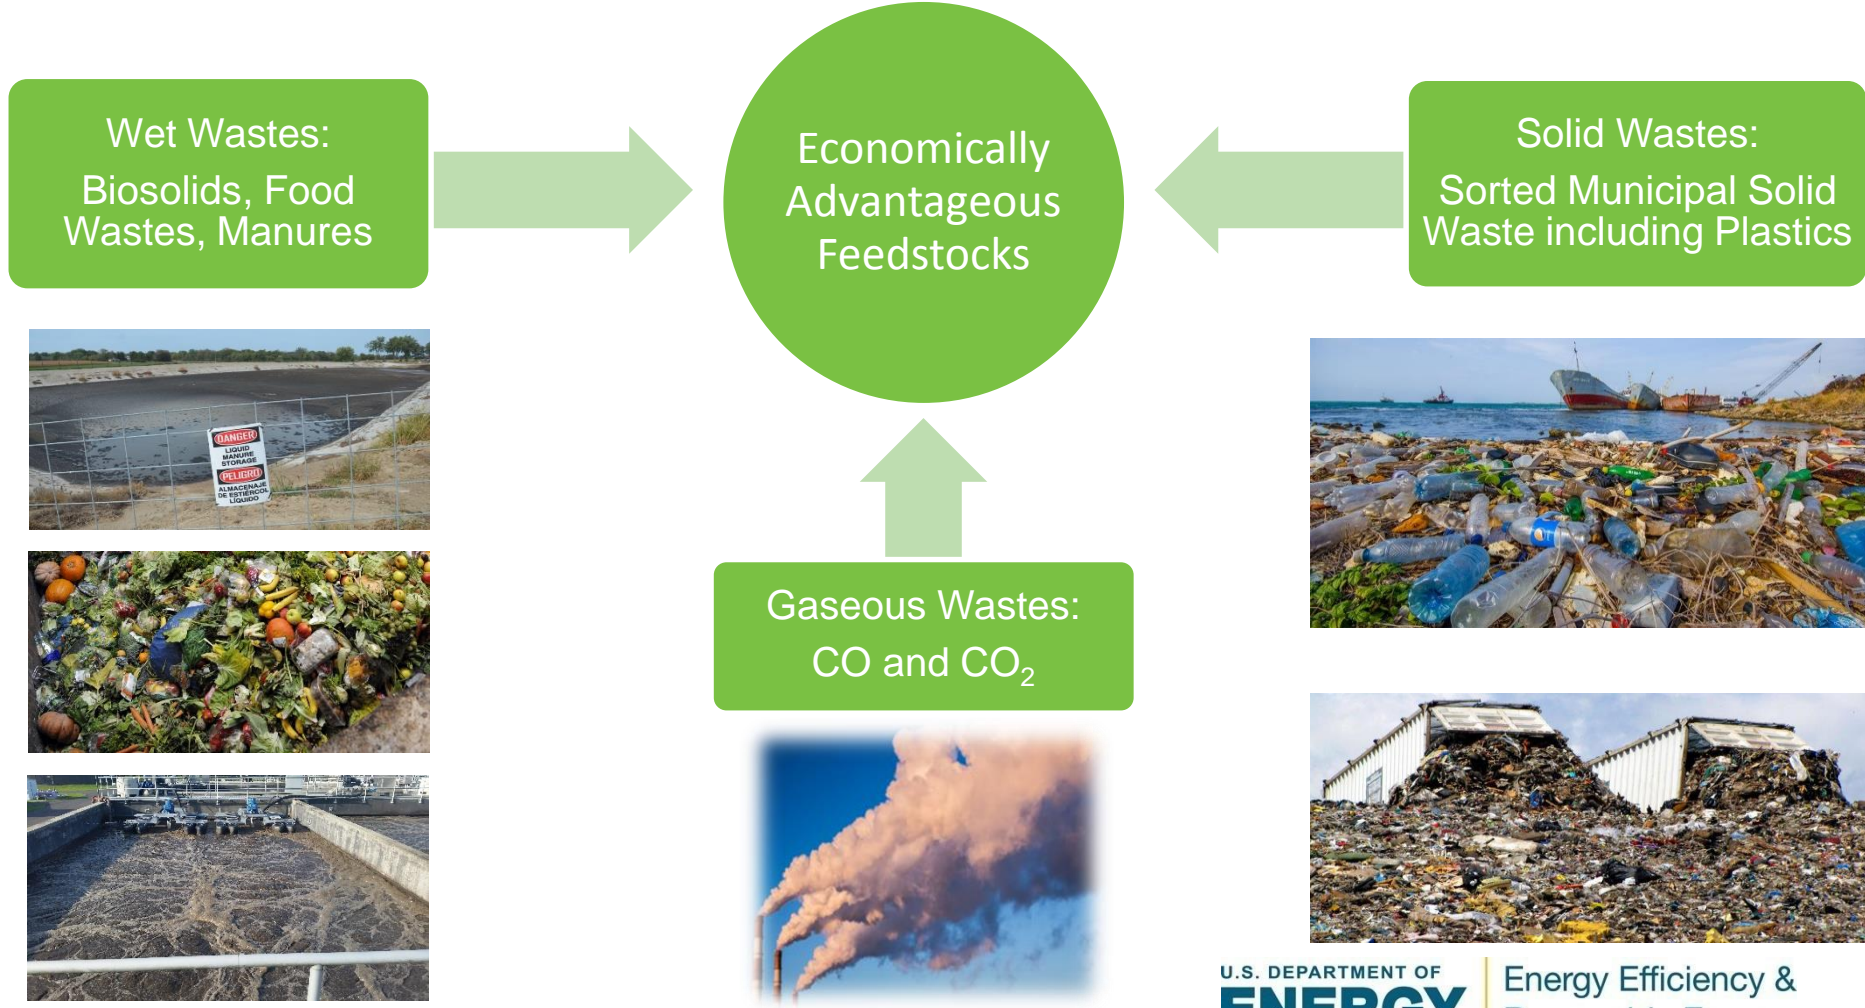 Wet Wastes:
Biosolids, Food
Wastes, Manures
Economically
Advantageous
Feedstocks
Solid Wastes:
Sorted Municipal Solid
Waste including Plastics
DANGER
LIQUID
MANURE
STORAGE
PELIGRO
ALMACENAJE
DE ESTIÉRCOL
LÍQUIDO
Gaseous Wastes:
CO and CO₂
U.S. DEPARTMENT OF
ENERGY
Energy Efficiency &